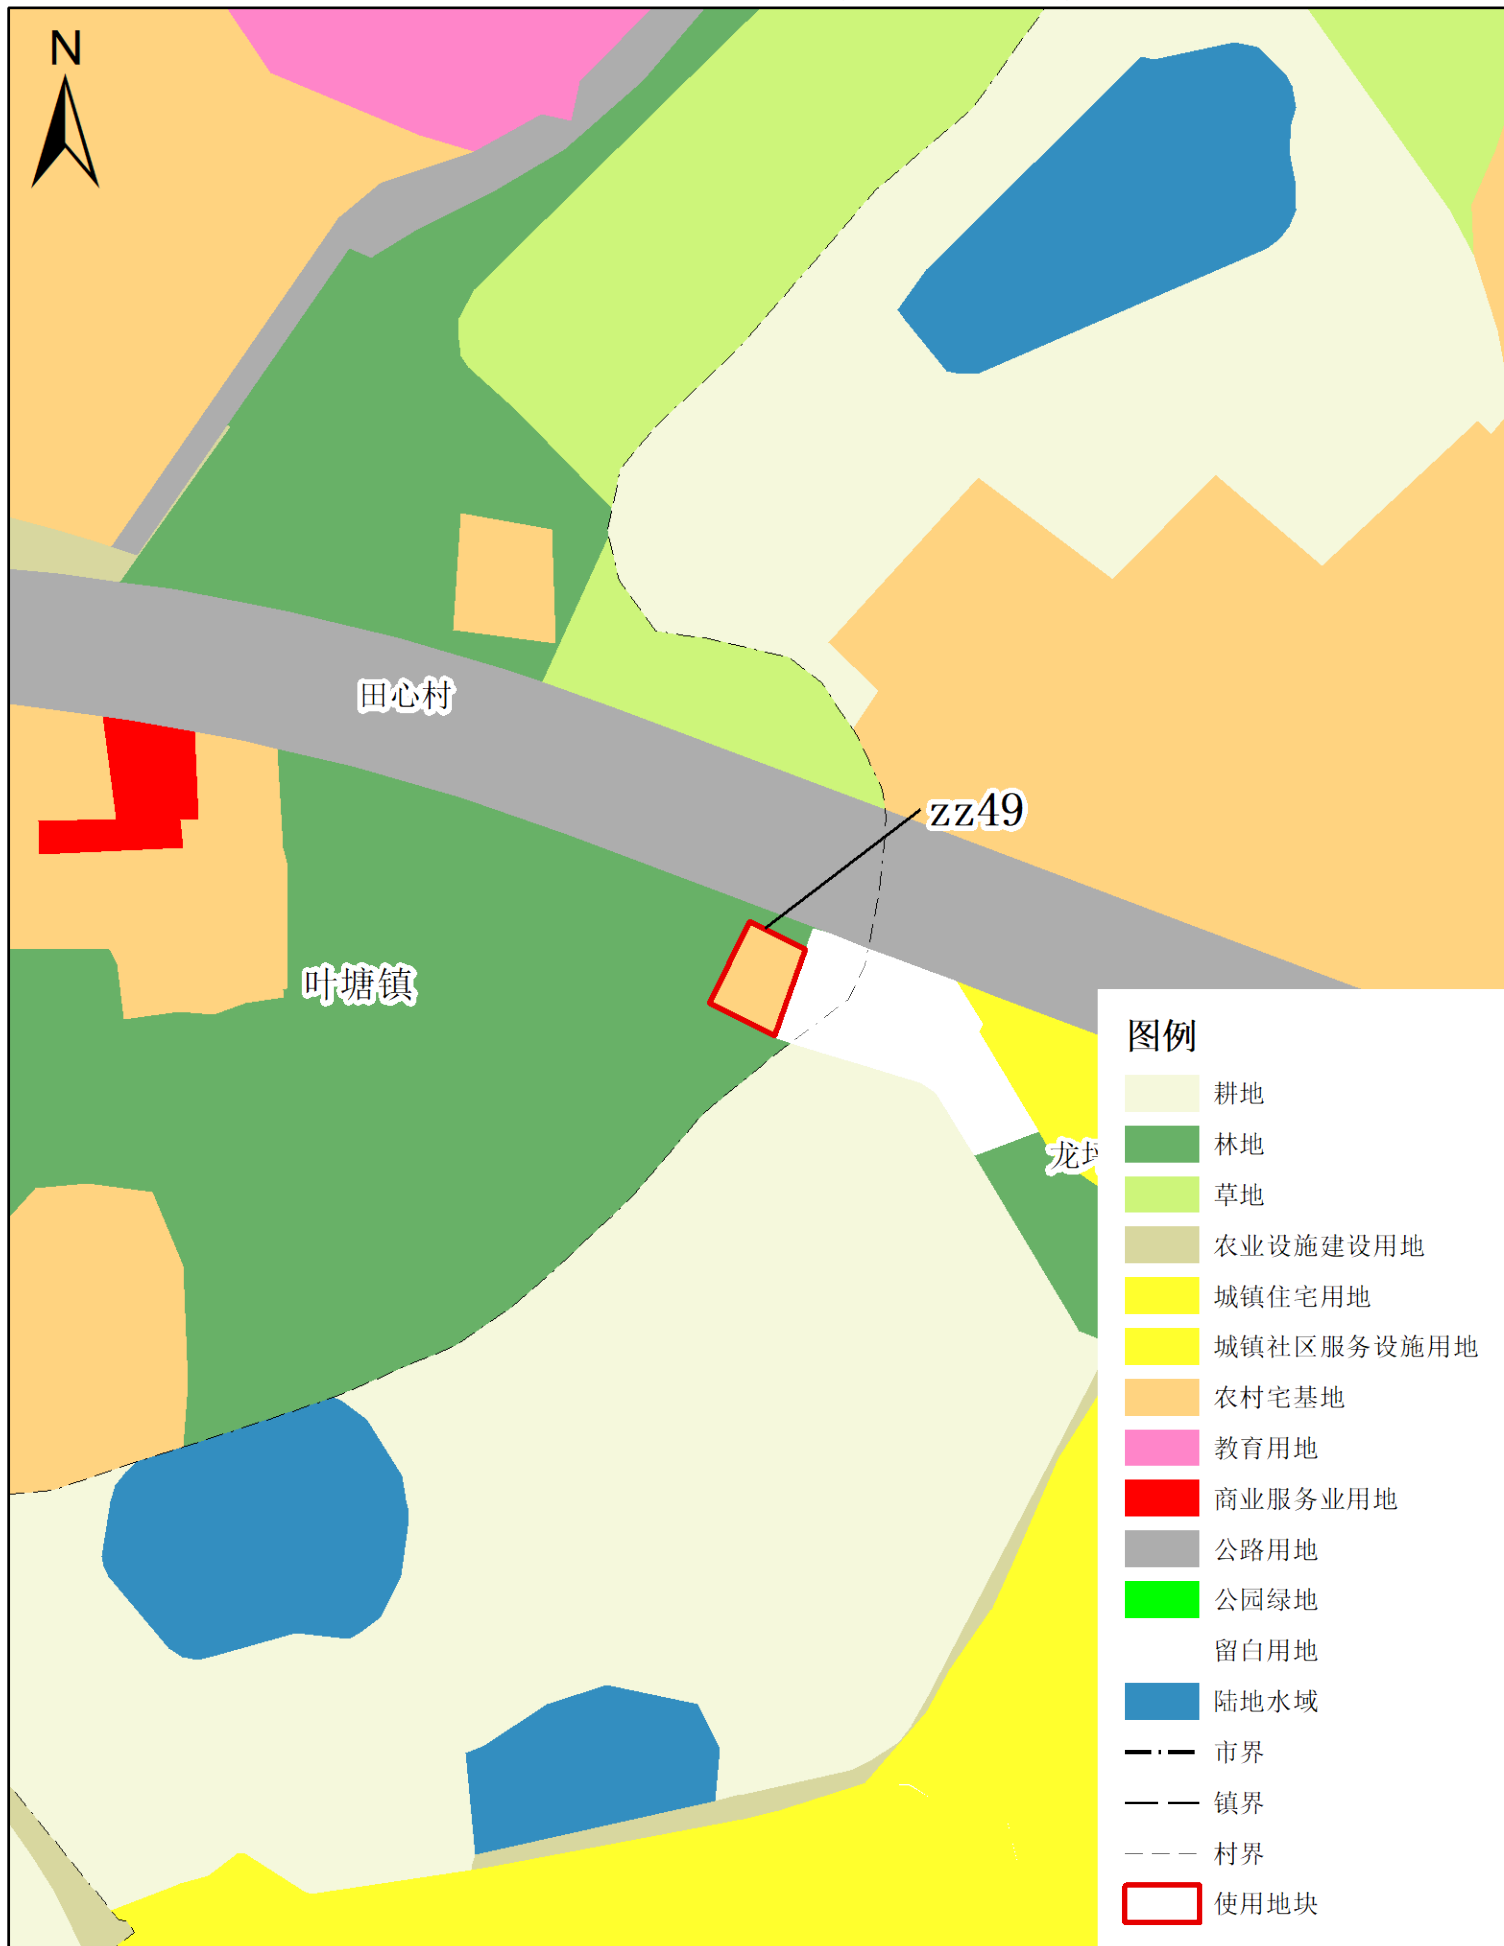 N
田心村
zz49
叶塘镇
图例
耕地
林地
龙
草地
农业设施建设用地
城镇住宅用地
城镇社区服务设施用地
农村宅基地
教育用地
商业服务业用地
公路用地
公园绿地
留白用地
陆地水域
市界
镇界
村界
使用地块